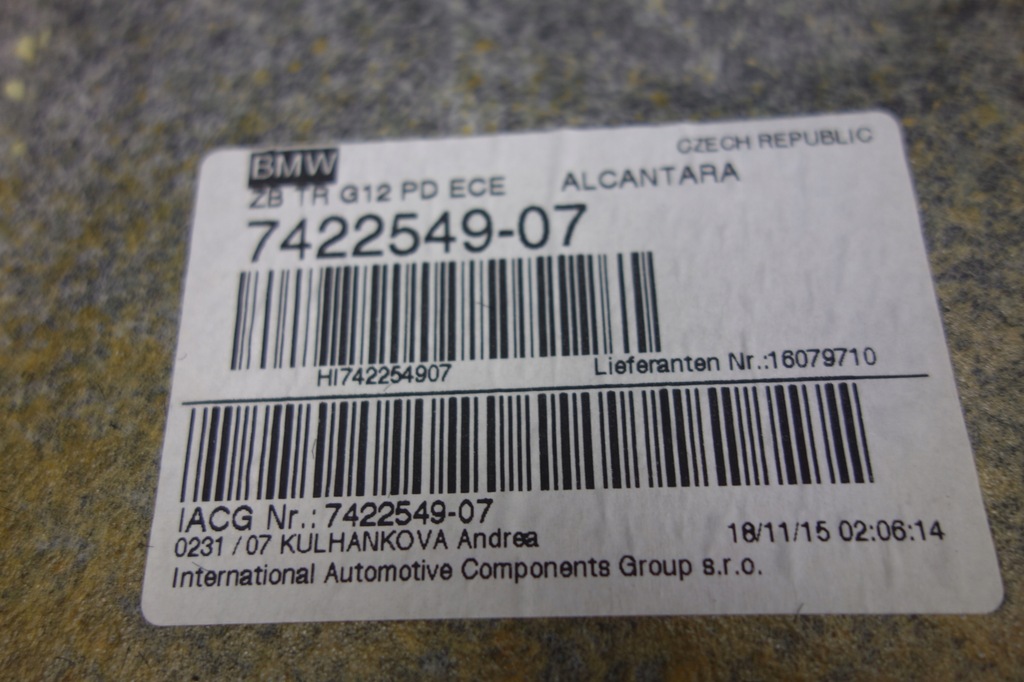 CZECH REPUBLIC
BMW
ZB TR G12 PD ECE ALCANTARA
7422549-07
HI742254907 Lieferanten Nr.:16079710
IACG Nr.: 7422549-07
0231 / 07 KULHANKOVA Andrea 18/11/15 02:06:14
International Automotive Components Group s.r.o.